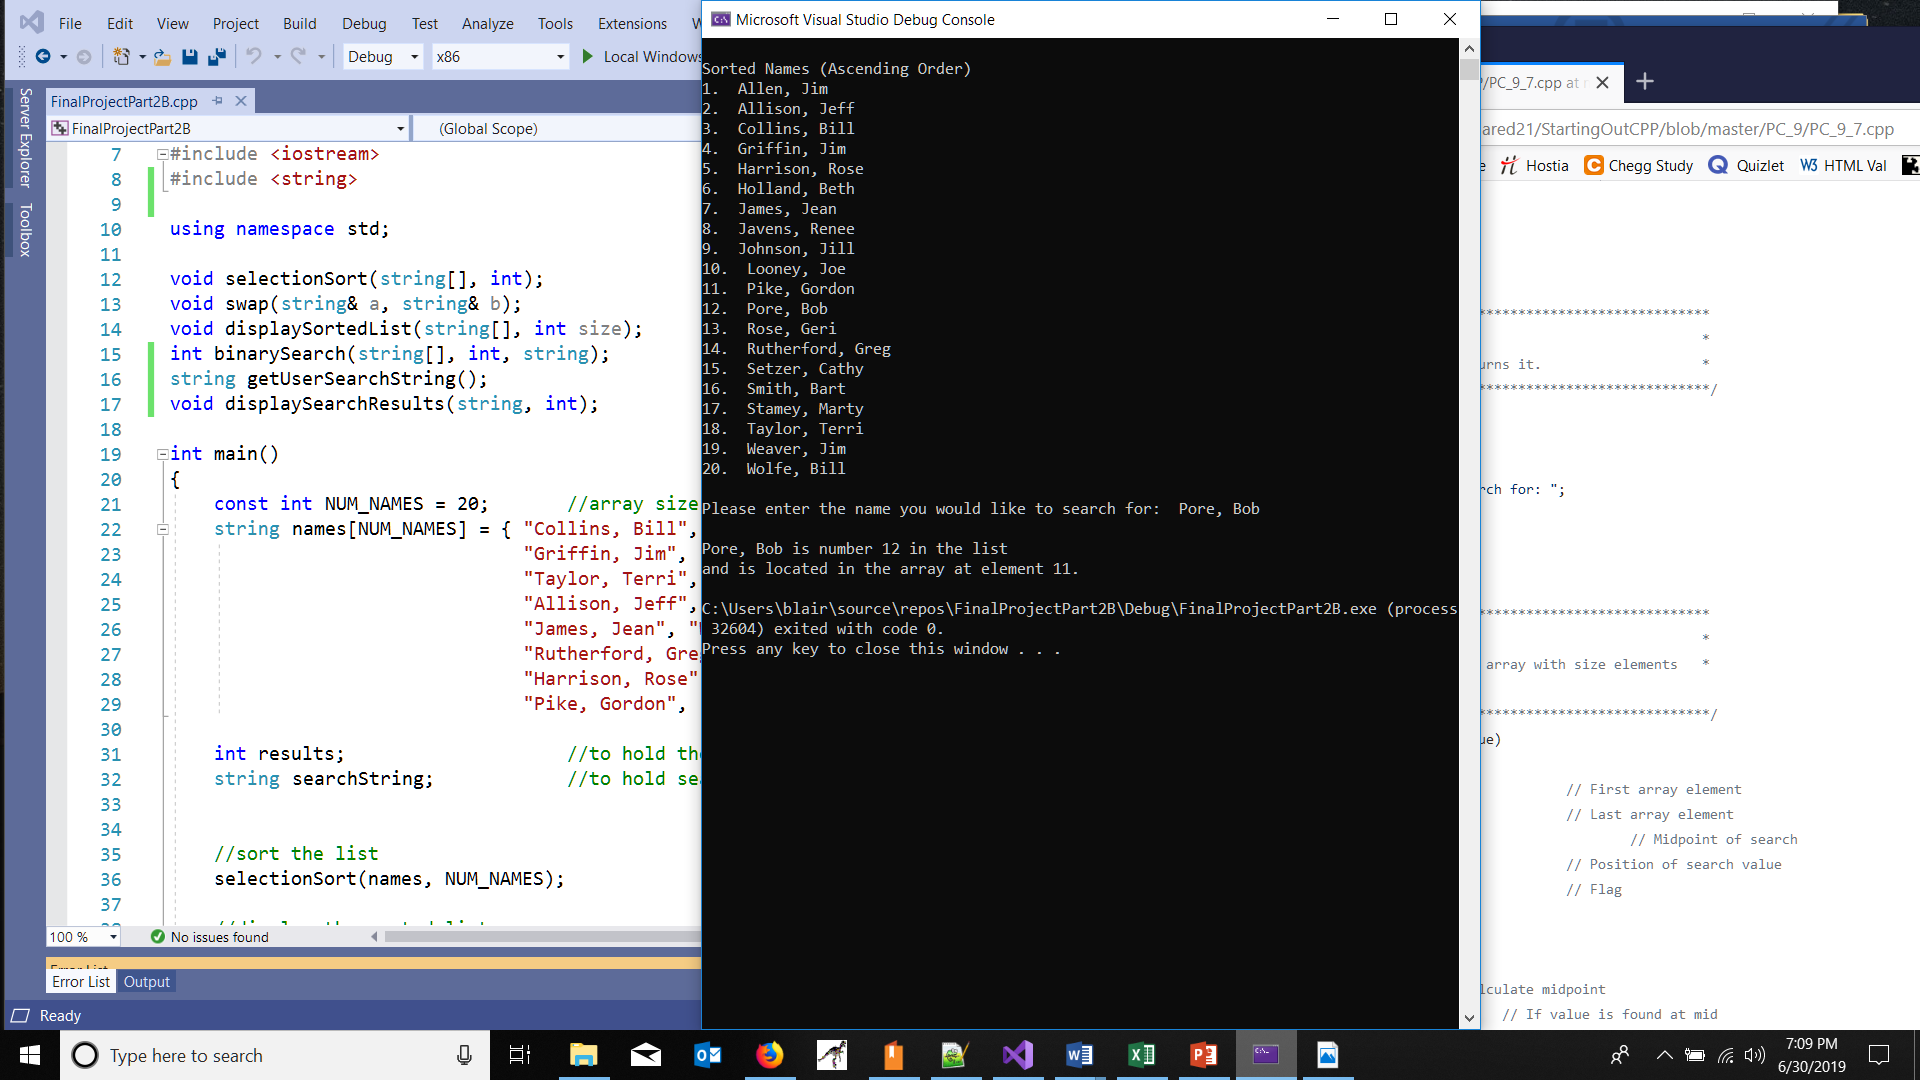 File Edit View Project Build Debug Test Analyze Tools Extensions
Debug x86 Local Windows
Server Explorer
Toolbox
FinalProjectPart2B.cpp
FinalProjectPart2B (Global Scope)
7 #include <iostream>
8 #include <string>
9
10 using namespace std;
11
12 void selectionSort(string[], int);
13 void swap(string& a, string& b);
14 void displaySortedList(string[], int size);
15 int binarySearch(string[], int, string);
16 string getUserSearchString();
17 void displaySearchResults(string, int);
18
19 int main()
20 {
21 const int NUM_NAMES = 20; //array size
22 string names[NUM_NAMES] = { "Collins, Bill",
23 "Griffin, Jim",
24 "Taylor, Terri",
25 "Allison, Jeff",
26 "James, Jean", "
27 "Rutherford, Gre
28 "Harrison, Rose"
29 "Pike, Gordon",
30
31 int results; //to hold the
32 string searchString; //to hold se
33
34
35 //sort the list
36 selectionSort(names, NUM_NAMES);
37
100 % No issues found
Error List Output
Ready
Microsoft Visual Studio Debug Console
Sorted Names (Ascending Order)
1. Allen, Jim
2. Allison, Jeff
3. Collins, Bill
4. Griffin, Jim
5. Harrison, Rose
6. Holland, Beth
7. James, Jean
8. Javens, Renee
9. Johnson, Jill
10. Looney, Joe
11. Pike, Gordon
12. Pore, Bob
13. Rose, Geri
14. Rutherford, Greg
15. Setzer, Cathy
16. Smith, Bart
17. Stamey, Marty
18. Taylor, Terri
19. Weaver, Jim
20. Wolfe, Bill
Please enter the name you would like to search for: Pore, Bob
Pore, Bob is number 12 in the list
and is located in the array at element 11.
C:\Users\blair\source\repos\FinalProjectPart2B\Debug\FinalProjectPart2B.exe (process
32604) exited with code 0.
Press any key to close this window . . .
/PC_9_7.cpp at
ared21/StartingOutCPP/blob/master/PC_9/PC_9_7.cpp
Hostia Chegg Study Quizlet W3 HTML Val
*****************************
*
urns it. *
*****************************/
rch for: ";
*****************************
*
array with size elements *
*****************************/
ue)
// First array element
// Last array element
// Midpoint of search
// Position of search value
// Flag
lculate midpoint
// If value is found at mid
Type here to search
7:09 PM
6/30/2019